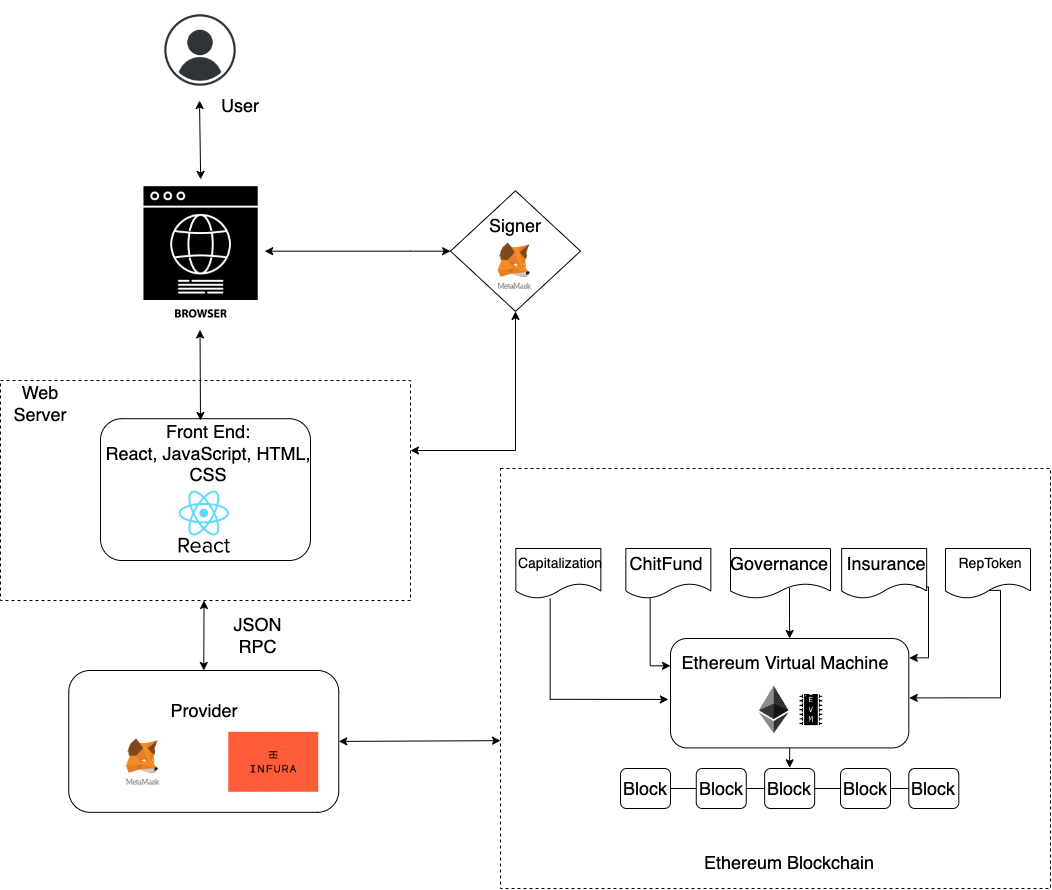 User
Signer
MetaMask
BROWSER
Web
Server
Front End:
React, JavaScript, HTML,
CSS
React
JSON
RPC
Provider
MetaMask
INFURA
Capitalization
ChitFund
Governance
Insurance
RepToken
Ethereum Virtual Machine
E
V
M
Block
Block
Block
Block
Block
Ethereum Blockchain